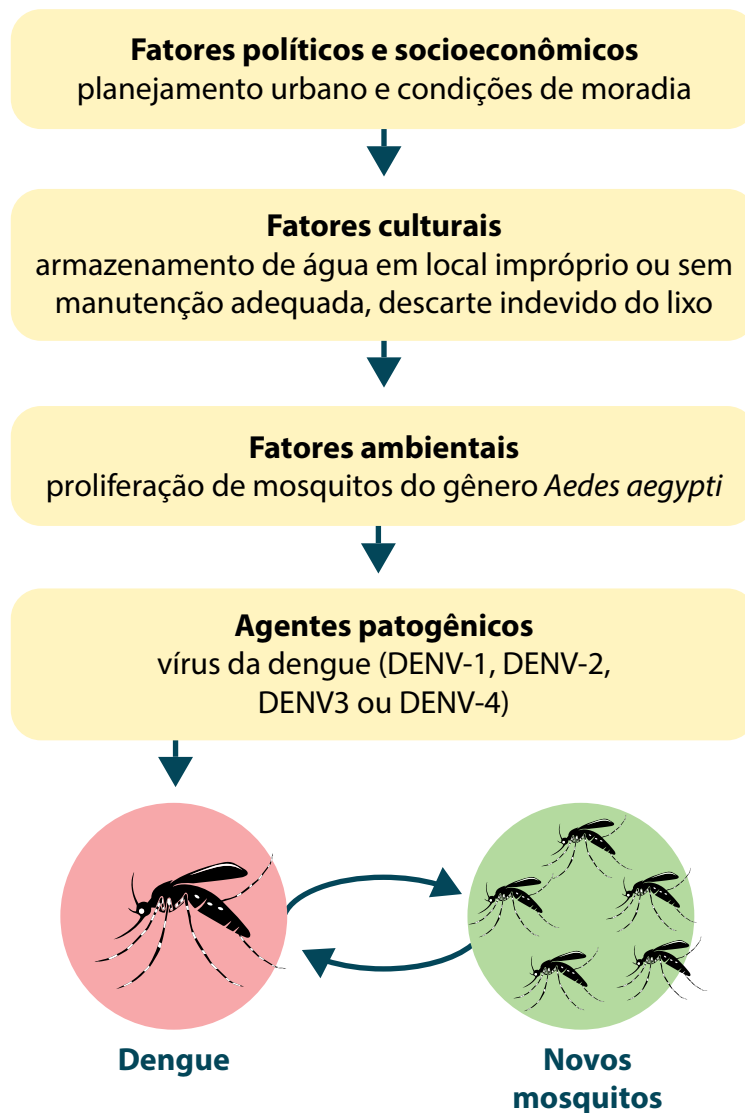 Fatores políticos e socioeconômicos
planejamento urbano e condições de moradia
Fatores culturais
armazenamento de água em local impróprio ou sem
manutenção adequada, descarte indevido do lixo
Fatores ambientais
proliferação de mosquitos do gênero Aedes aegypti
Agentes patogênicos
vírus da dengue (DENV-1, DENV-2,
DENV3 ou DENV-4)
Dengue
Novos
mosquitos